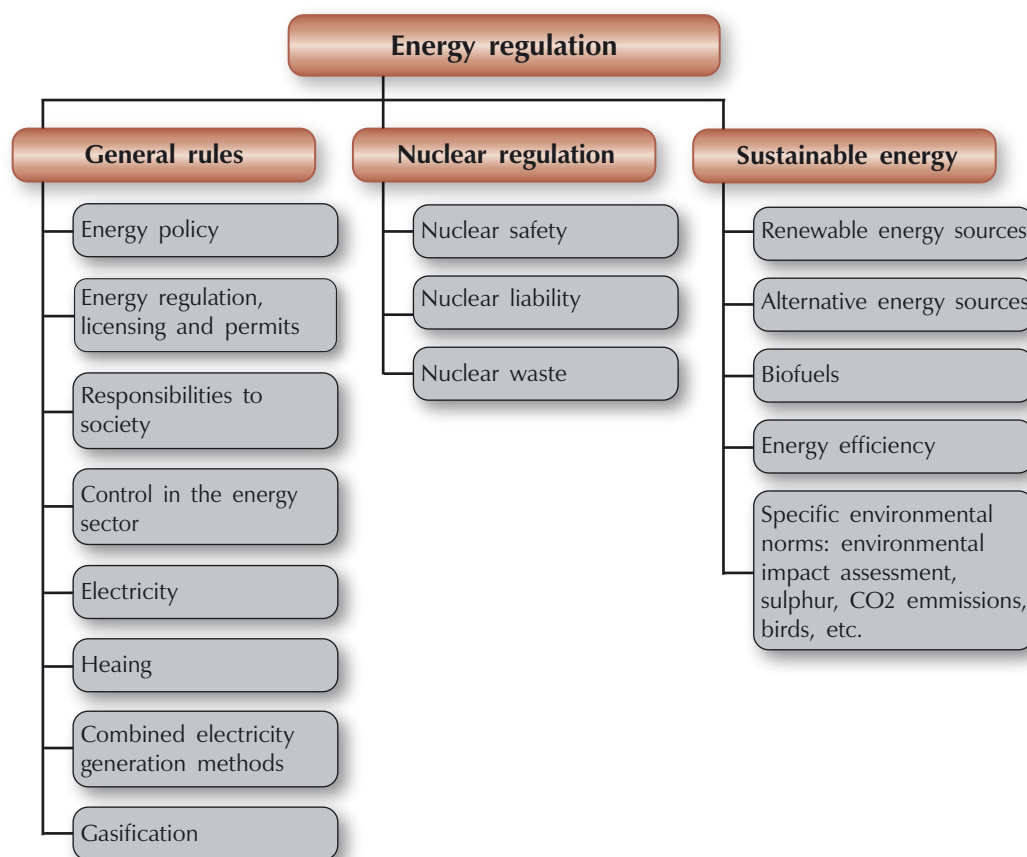 Energy regulation
General rules
Energy policy
Energy regulation,
licensing and permits
Responsibilities to
society
Control in the energy
sector
Electricity
Heaing
Combined electricity
generation methods
Gasification
Nuclear regulation
Nuclear safety
Nuclear liability
Nuclear waste
Sustainable energy
Renewable energy sources
Alternative energy sources
Biofuels
Energy efficiency
Specific environmental
norms: environmental
impact assessment,
sulphur, CO2 emmissions,
birds, etc.